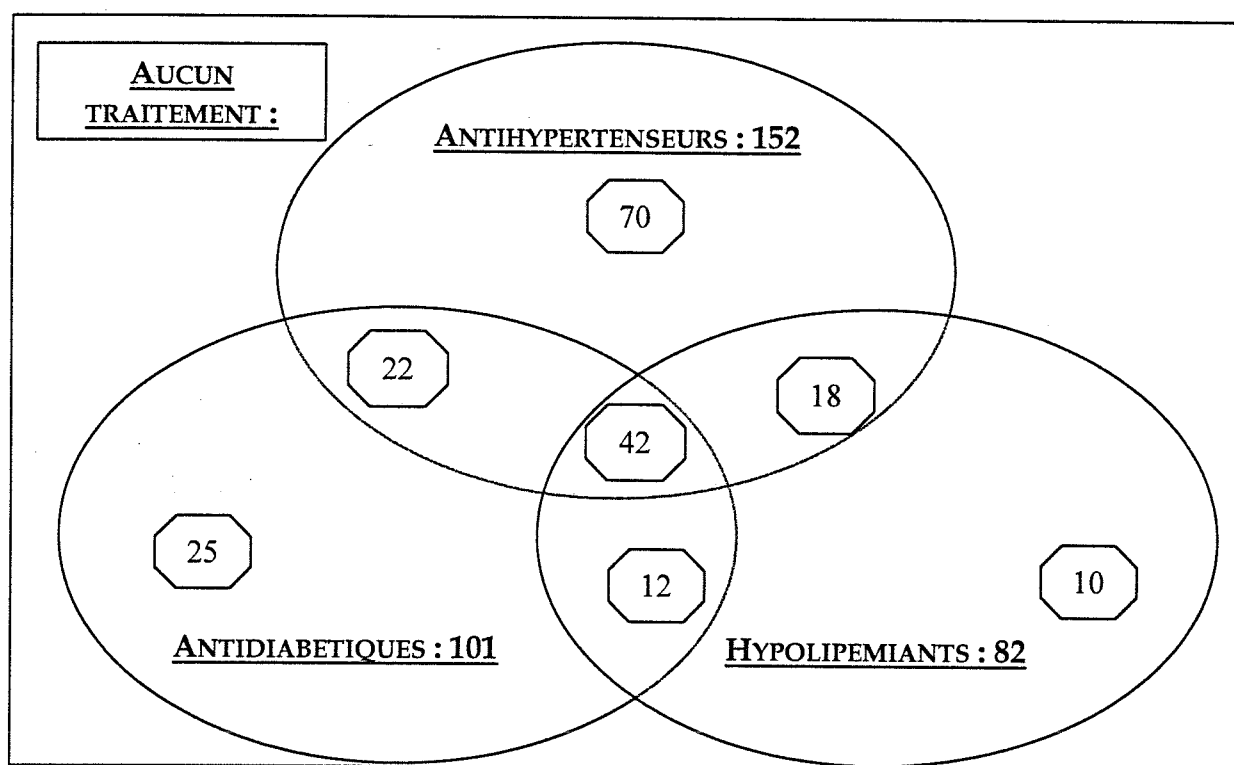 AUCUN
TRAITEMENT :
ANTIHYPERTENSEURS : 152
70
22
18
42
25
12
10
ANTIDIABETIQUES : 101
HYPOLIPEMIANTS : 82